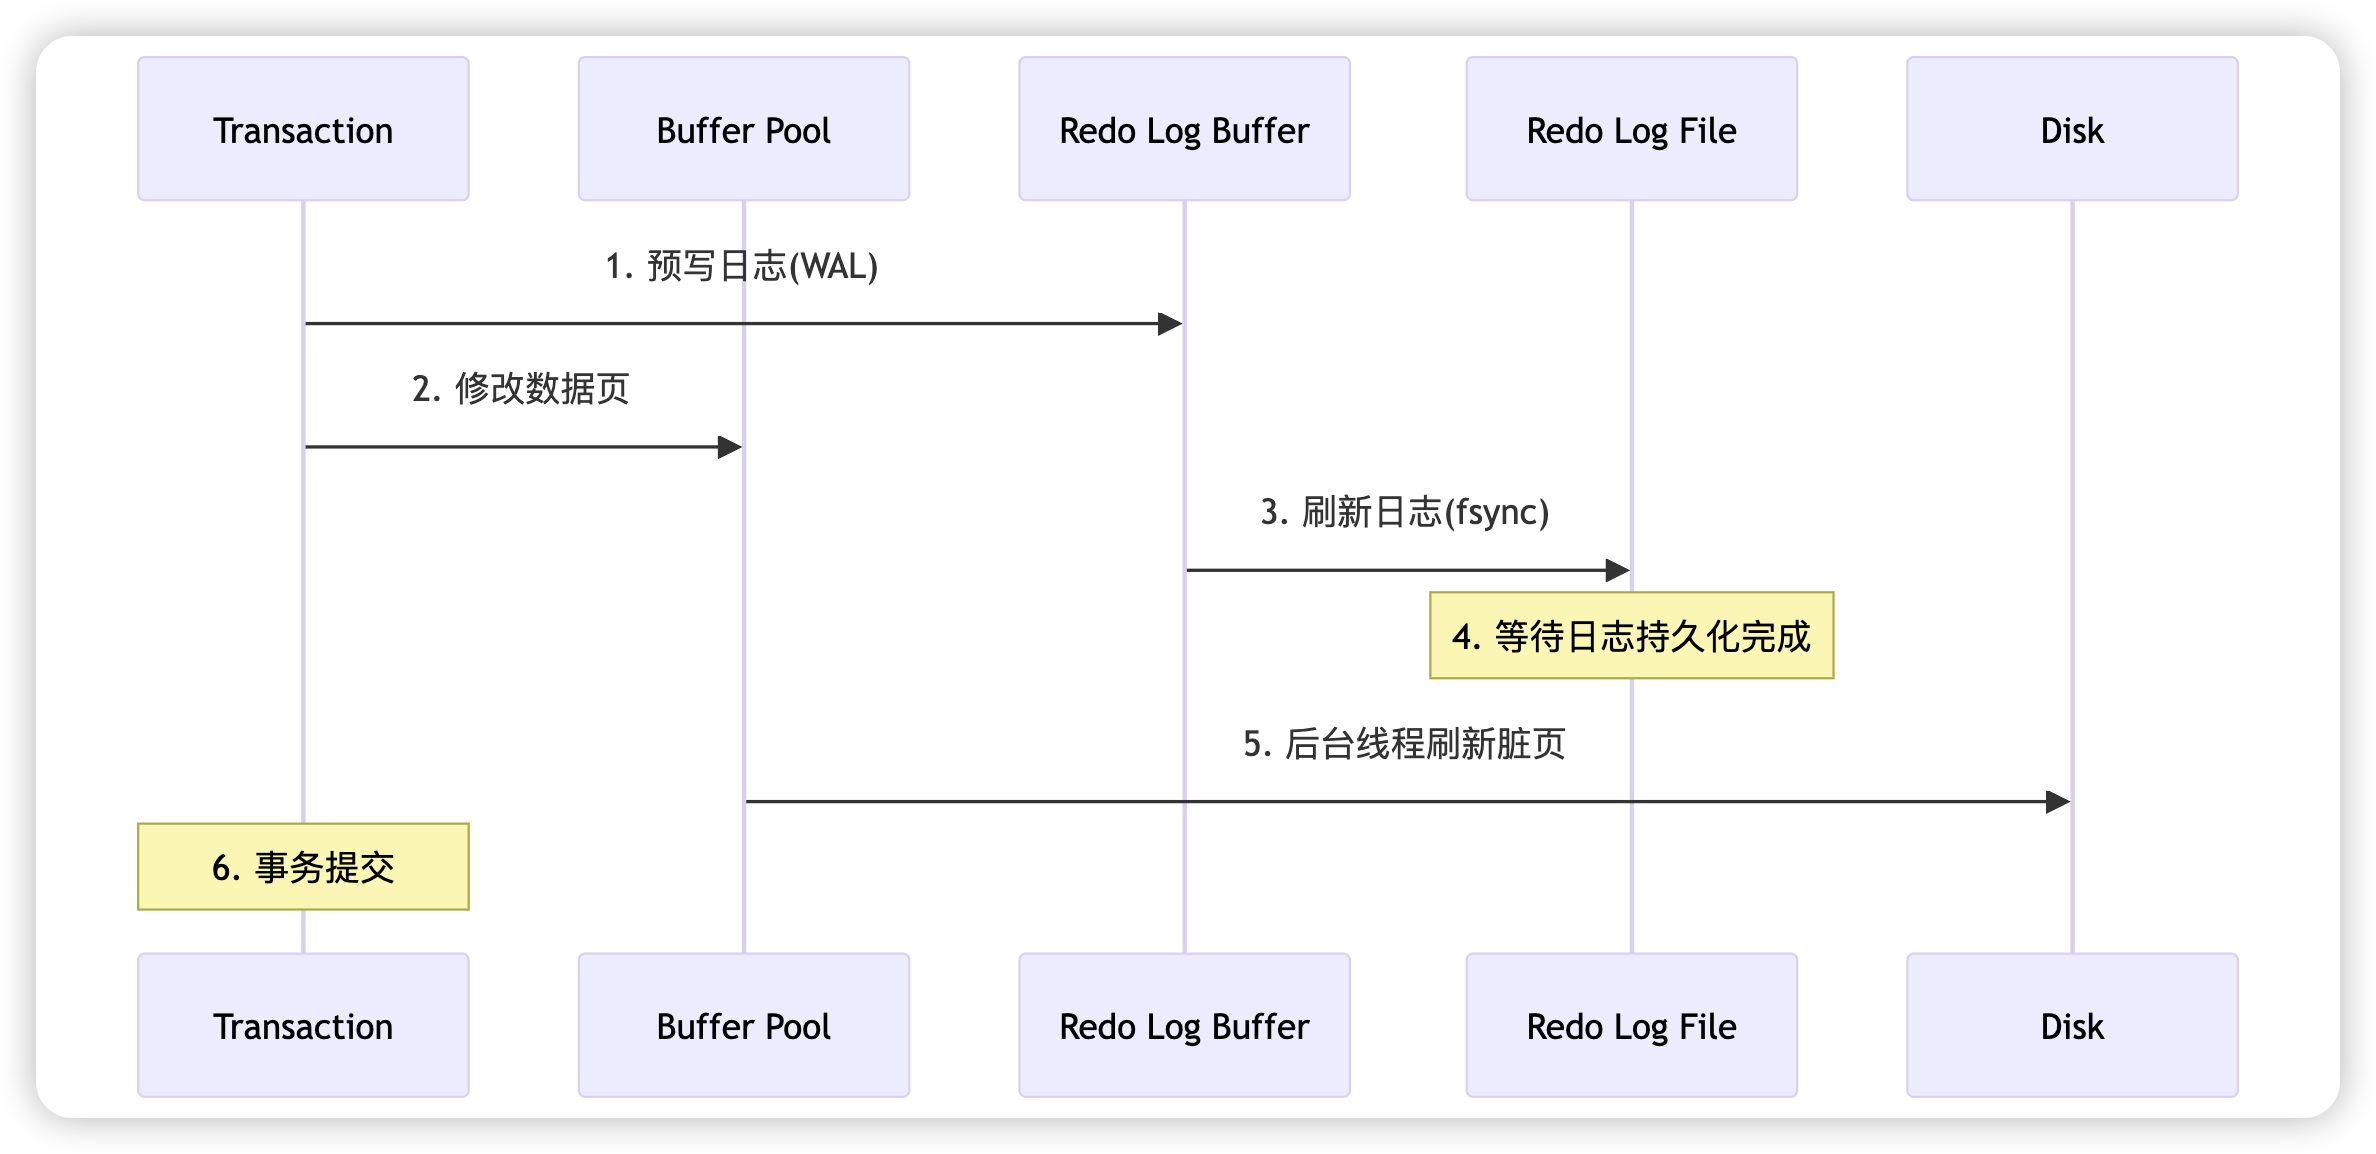 Transaction
Buffer Pool
Redo Log Buffer
Redo Log File
Disk
1. 预写日志(WAL)
2. 修改数据页
3. 刷新日志(fsync)
4. 等待日志持久化完成
5. 后台线程刷新脏页
6. 事务提交
Transaction
Buffer Pool
Redo Log Buffer
Redo Log File
Disk